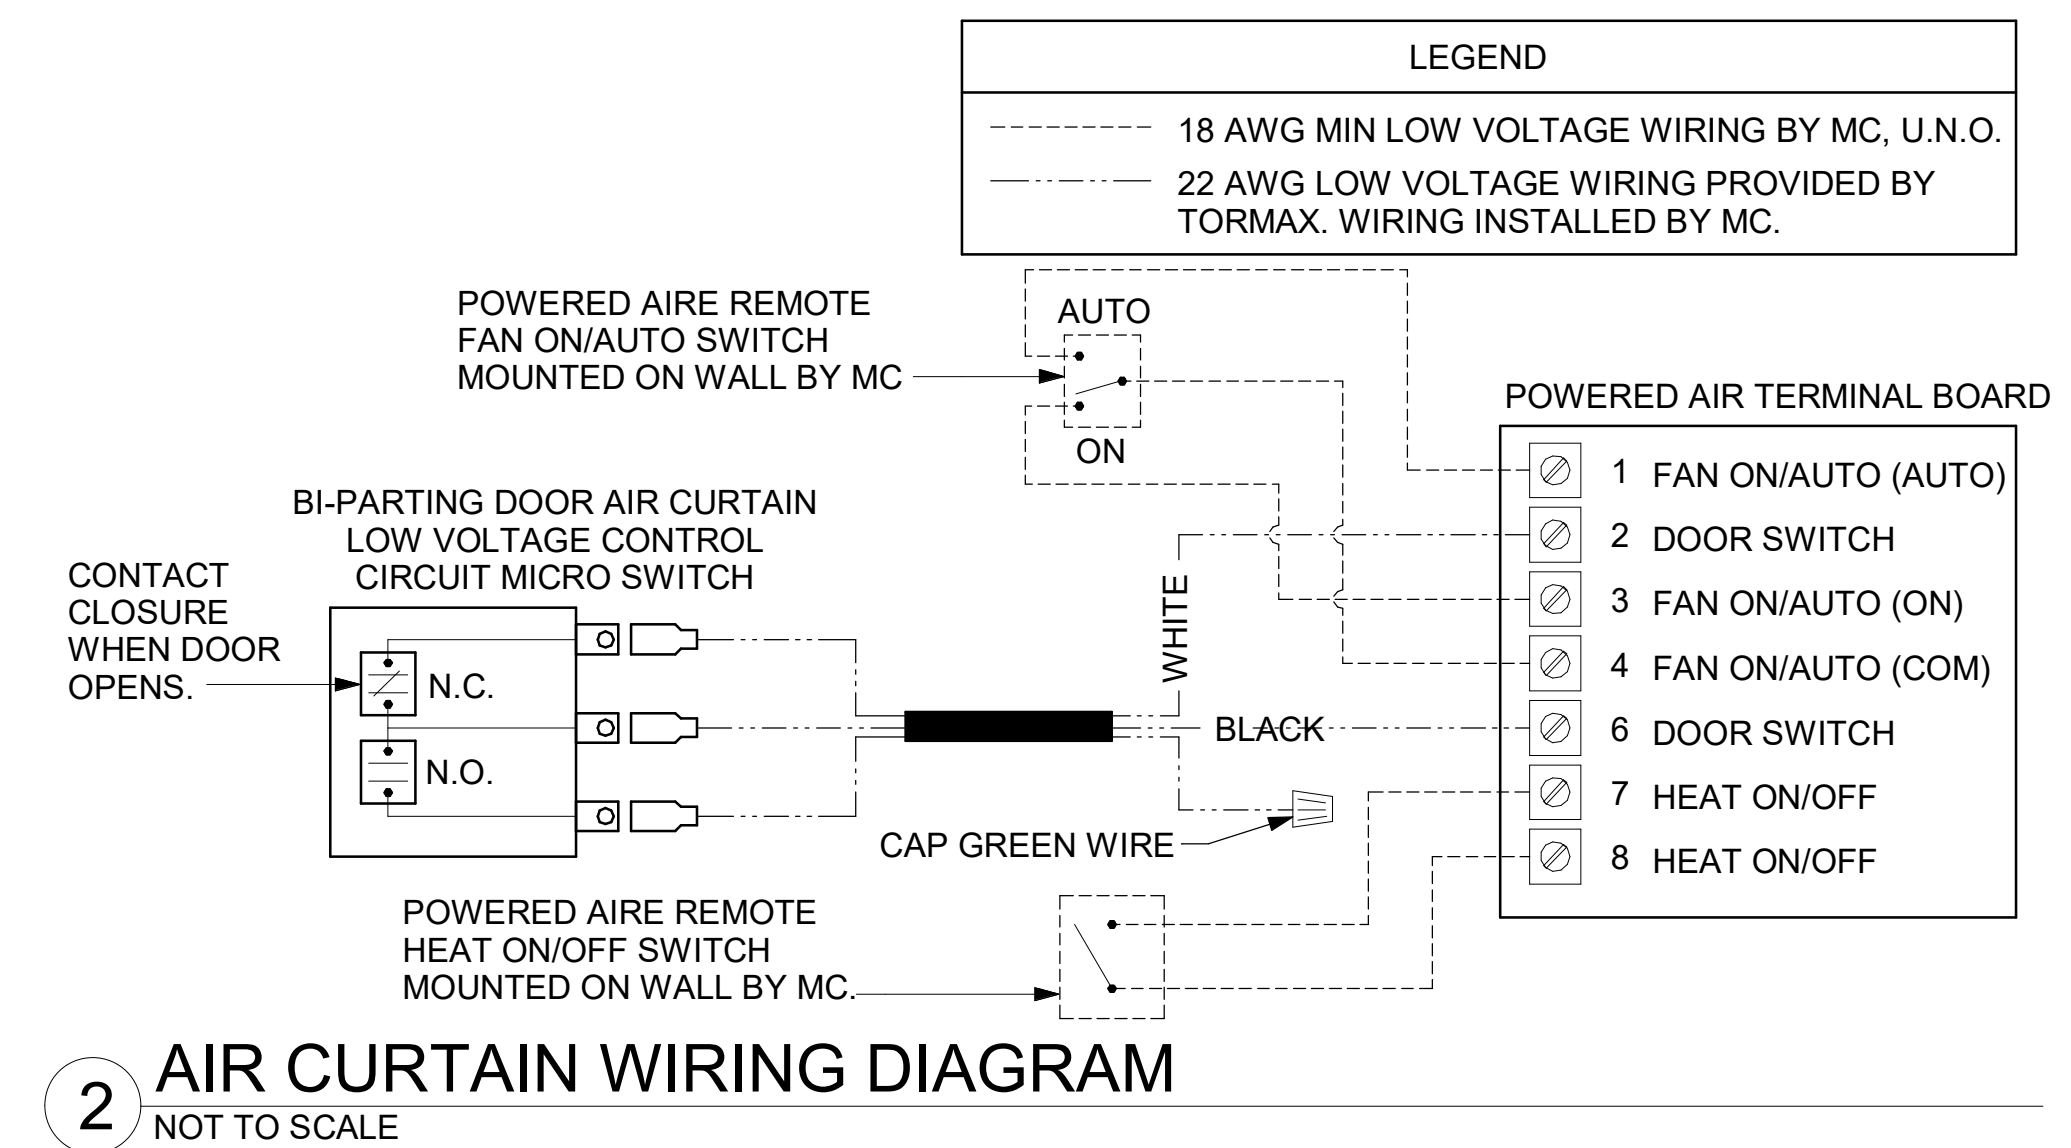 LEGEND
18 AWG MIN LOW VOLTAGE WIRING BY MC, U.N.O.
22 AWG LOW VOLTAGE WIRING PROVIDED BY
TORMAX. WIRING INSTALLED BY MC.
POWERED AIRE REMOTE
FAN ON/AUTO SWITCH
MOUNTED ON WALL BY MC
AUTO
ON
POWERED AIR TERMINAL BOARD
1 FAN ON/AUTO (AUTO)
2 DOOR SWITCH
3 FAN ON/AUTO (ON)
4 FAN ON/AUTO (COM)
6 DOOR SWITCH
7 HEAT ON/OFF
8 HEAT ON/OFF
BI-PARTING DOOR AIR CURTAIN
LOW VOLTAGE CONTROL
CIRCUIT MICRO SWITCH
CONTACT
CLOSURE
WHEN DOOR
OPENS.
N.C.
N.O.
WHITE
BLACK
CAP GREEN WIRE
POWERED AIRE REMOTE
HEAT ON/OFF SWITCH
MOUNTED ON WALL BY MC.
2 AIR CURTAIN WIRING DIAGRAM
NOT TO SCALE